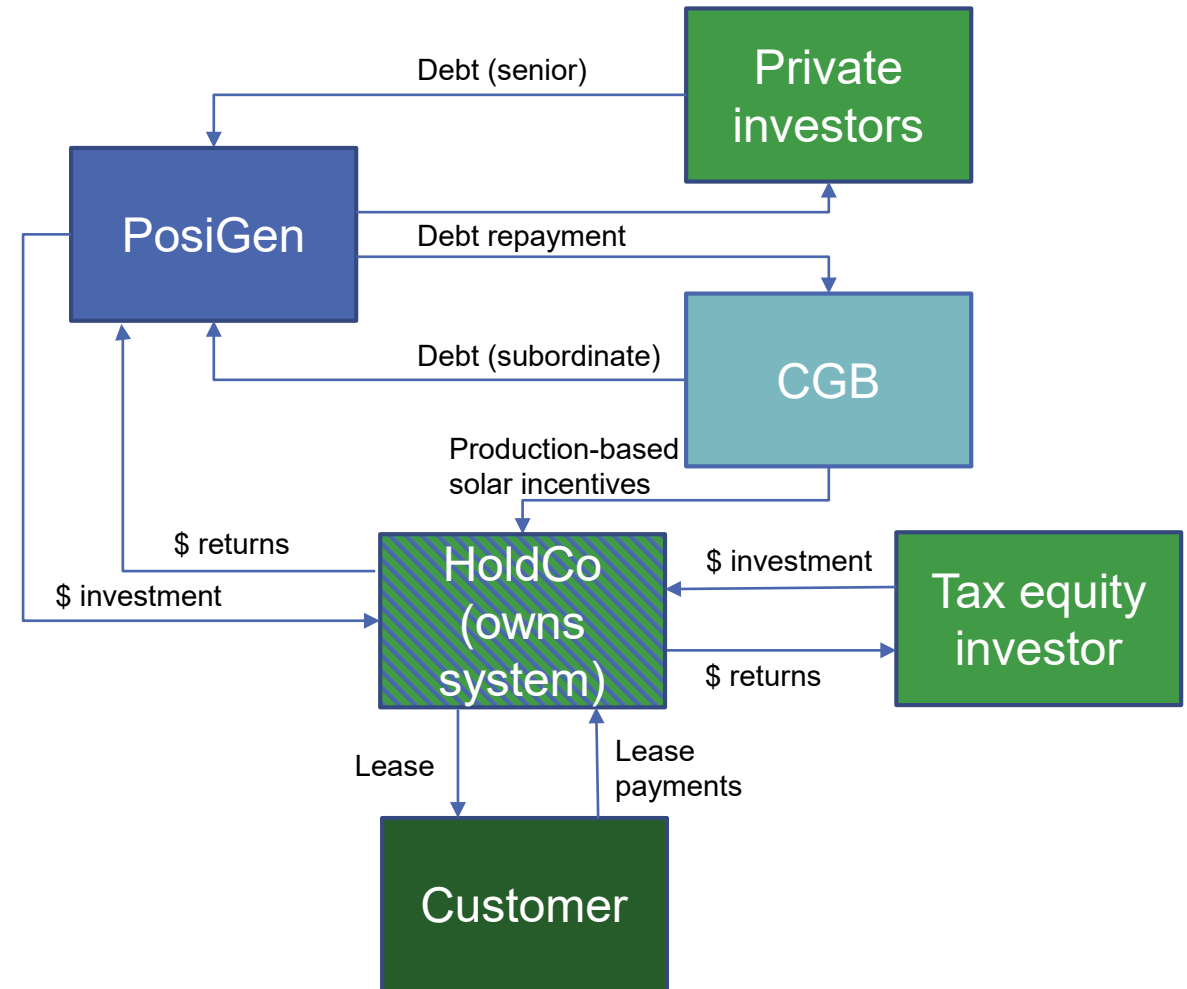 Debt (senior)
Private
investors
PosiGen
Debt repayment
Debt (subordinate)
CGB
Production-based
solar incentives
$ returns
$ investment
HoldCo
(owns
system)
$ investment
$ returns
Tax equity
investor
Lease
Lease
payments
Customer